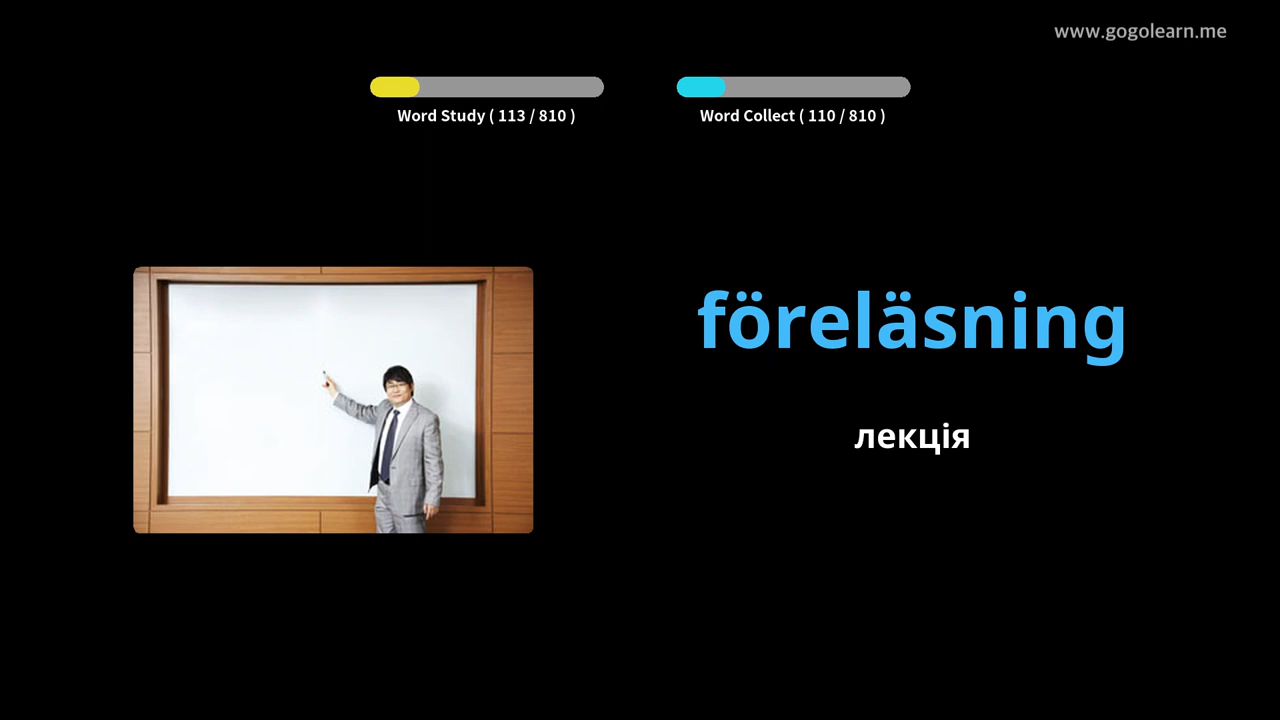 www.gogolearn.me
Word Study ( 113 / 810 )
Word Collect ( 110 / 810 )
föreläsning
лекція